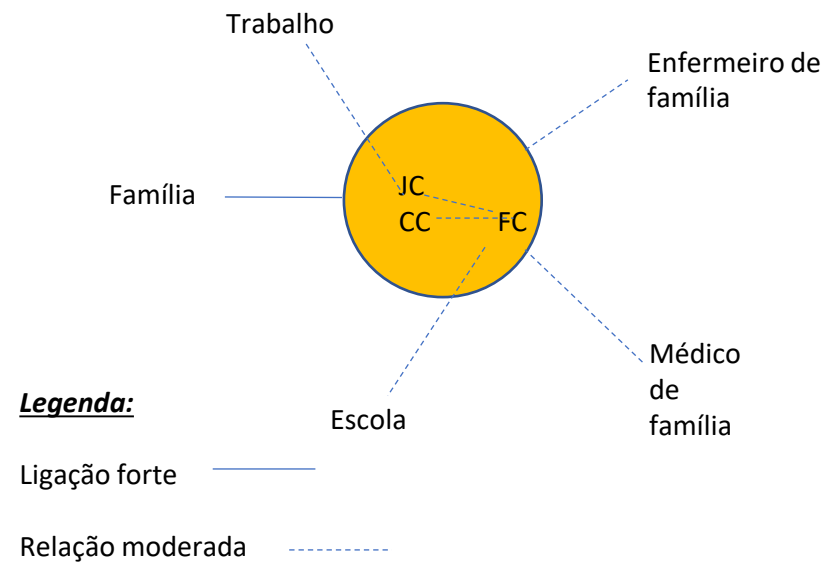 Trabalho
Enfermeiro de
família
Família
JC
CC
FC
Médico
de
família
Escola
Legenda:
Ligação forte
Relação moderada